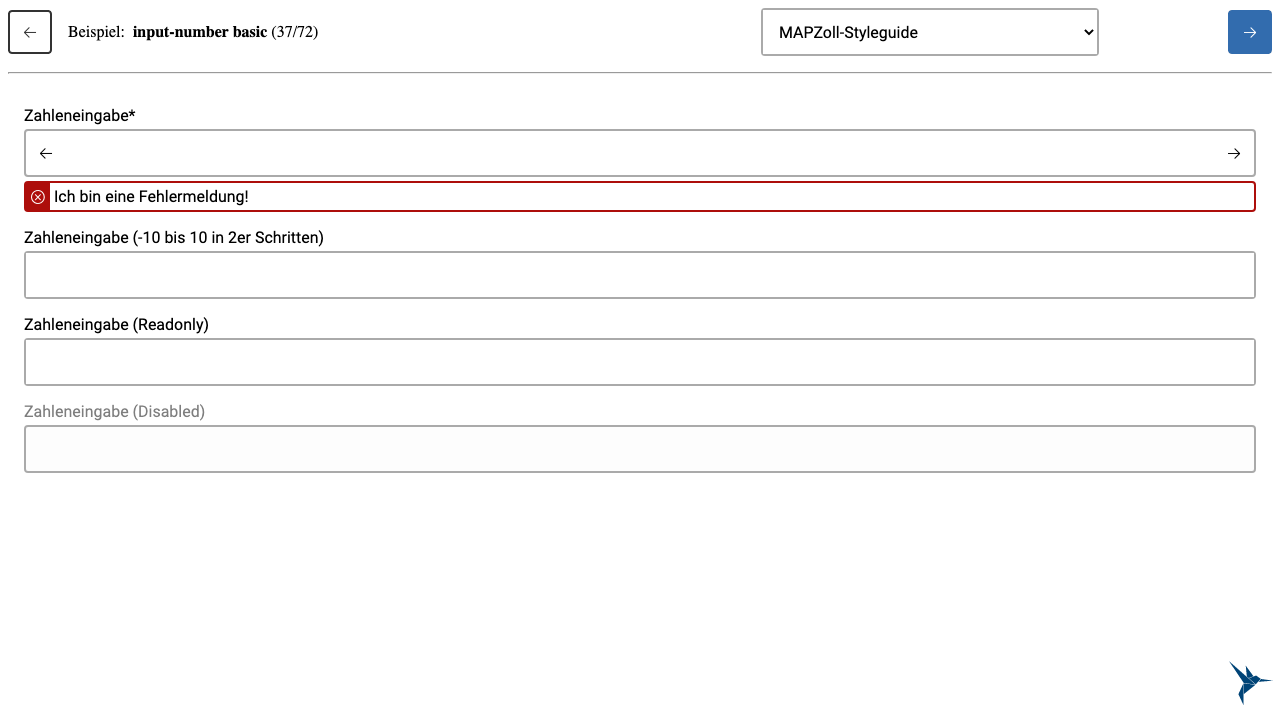 Beispiel: input-number basic (37/72)
MAPZoll-Styleguide
Zahleneingabe*
Ich bin eine Fehlermeldung!
Zahleneingabe (-10 bis 10 in 2er Schritten)
Zahleneingabe (Readonly)
Zahleneingabe (Disabled)